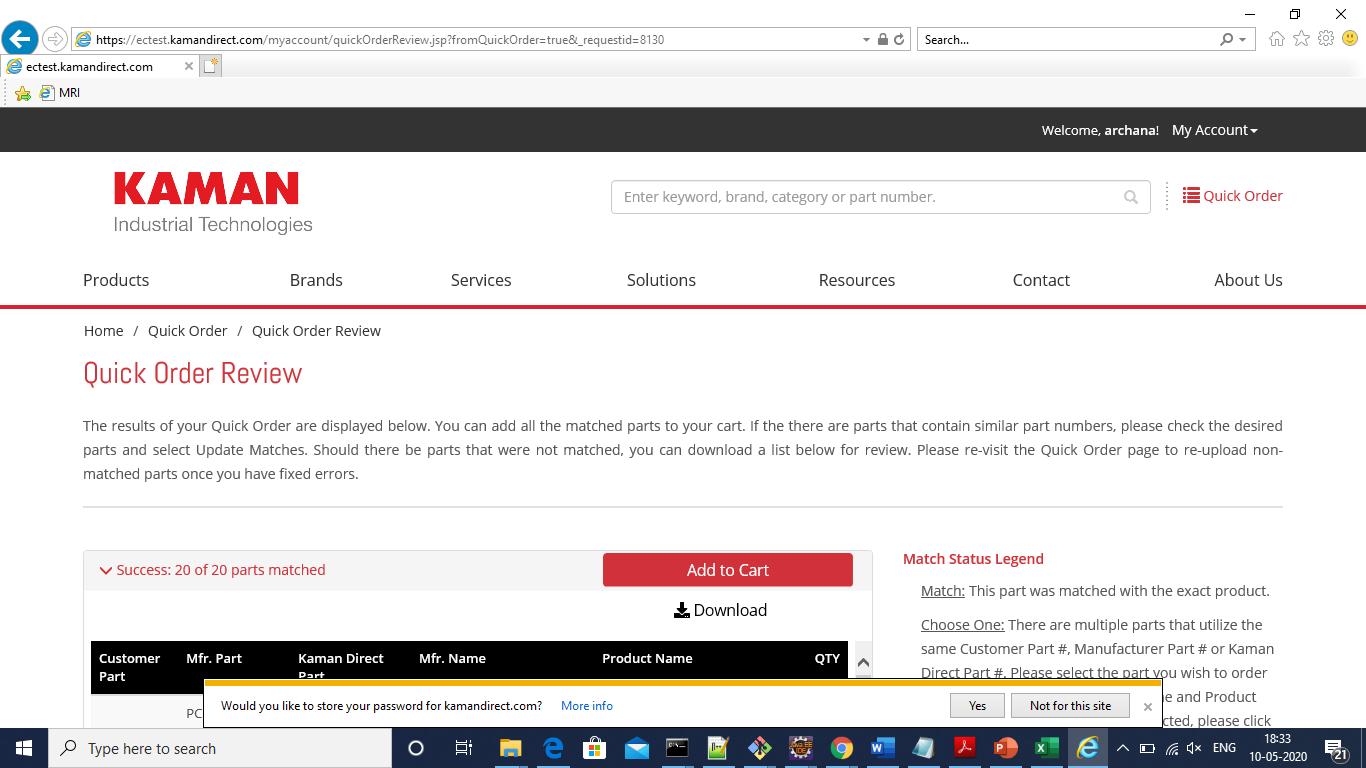 https://ectest.kamandirect.com/myaccount/quickOrderReview.jsp?fromQuickOrder=true&_requestid=8130
Search...
ectest.kamandirect.com
MRI
Welcome, archana! My Account
KAMAN
Industrial Technologies
Enter keyword, brand, category or part number.
Quick Order
Products Brands Services Solutions Resources Contact About Us
Home / Quick Order / Quick Order Review
Quick Order Review
The results of your Quick Order are displayed below. You can add all the matched parts to your cart. If the there are parts that contain similar part numbers, please check the desired
parts and select Update Matches. Should there be parts that were not matched, you can download a list below for review. Please re-visit the Quick Order page to re-upload non-
matched parts once you have fixed errors.
Success: 20 of 20 parts matched
Add to Cart
Download
Customer Part
Mfr. Part
Kaman Direct Part
Mfr. Name
Product Name
QTY
PC
Match Status Legend
Match: This part was matched with the exact product.
Choose One: There are multiple parts that utilize the
same Customer Part #, Manufacturer Part # or Kaman
Direct Part #. Please select the part you wish to order
e and Product
cted, please click
Would you like to store your password for kamandirect.com? More info
Yes
Not for this site
Type here to search
ENG
18:33
10-05-2020
21